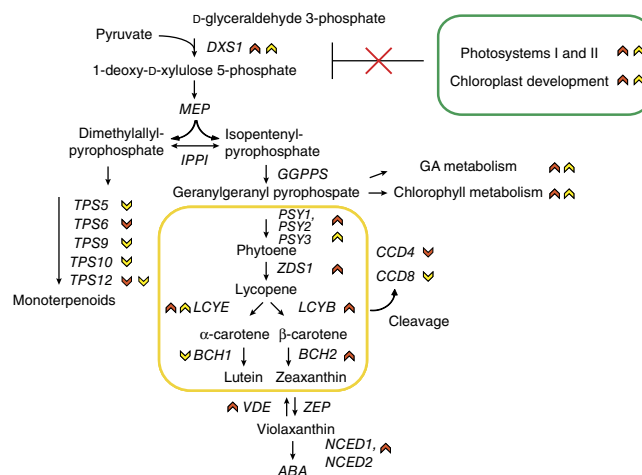 D-glyceraldehyde 3-phosphate
Pyruvate
DXS1
1-deoxy-D-xylulose 5-phosphate
Photosystems I and II
Chloroplast development
MEP
Dimethylallyl-
pyrophosphate
IPPI
Isopentenyl-
pyrophosphate
GGPPS
GA metabolism
Geranylgeranyl pyrophospate
Chlorophyll metabolism
TPS5
TPS6
TPS9
TPS10
TPS12
Monoterpenoids
PSY1,
PSY2
PSY3
Phytoene
ZDS1
Lycopene
LCYE
LCYB
α-carotene
β-carotene
BCH1
BCH2
Lutein
Zeaxanthin
CCD4
CCD8
Cleavage
VDE
ZEP
Violaxanthin
NCED1,
NCED2
ABA